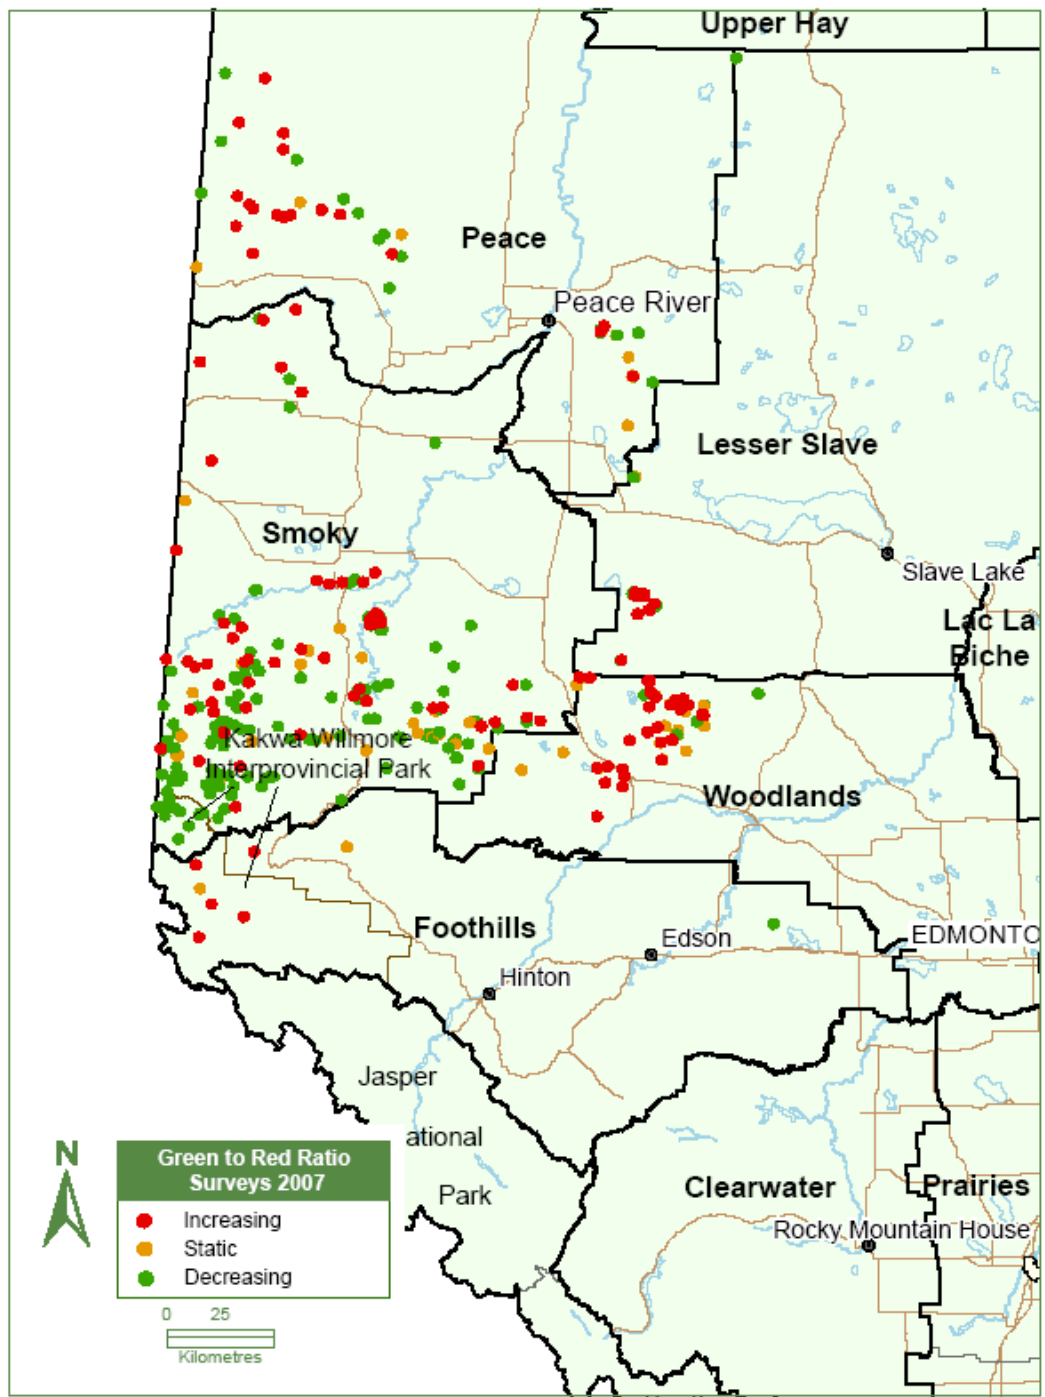 Upper Hay
Peace
Peace River
Lesser Slave
Smoky
Slave Lake
Lac La
Biche
Kakwa Willmore
Interprovincial Park
Woodlands
Foothills
Edson
EDMONTO
Hinton
Jasper
ational
Park
N
Green to Red Ratio
Surveys 2007
Increasing
Static
Decreasing
0 25
Kilometres
Clearwater
Prairies
Rocky Mountain House